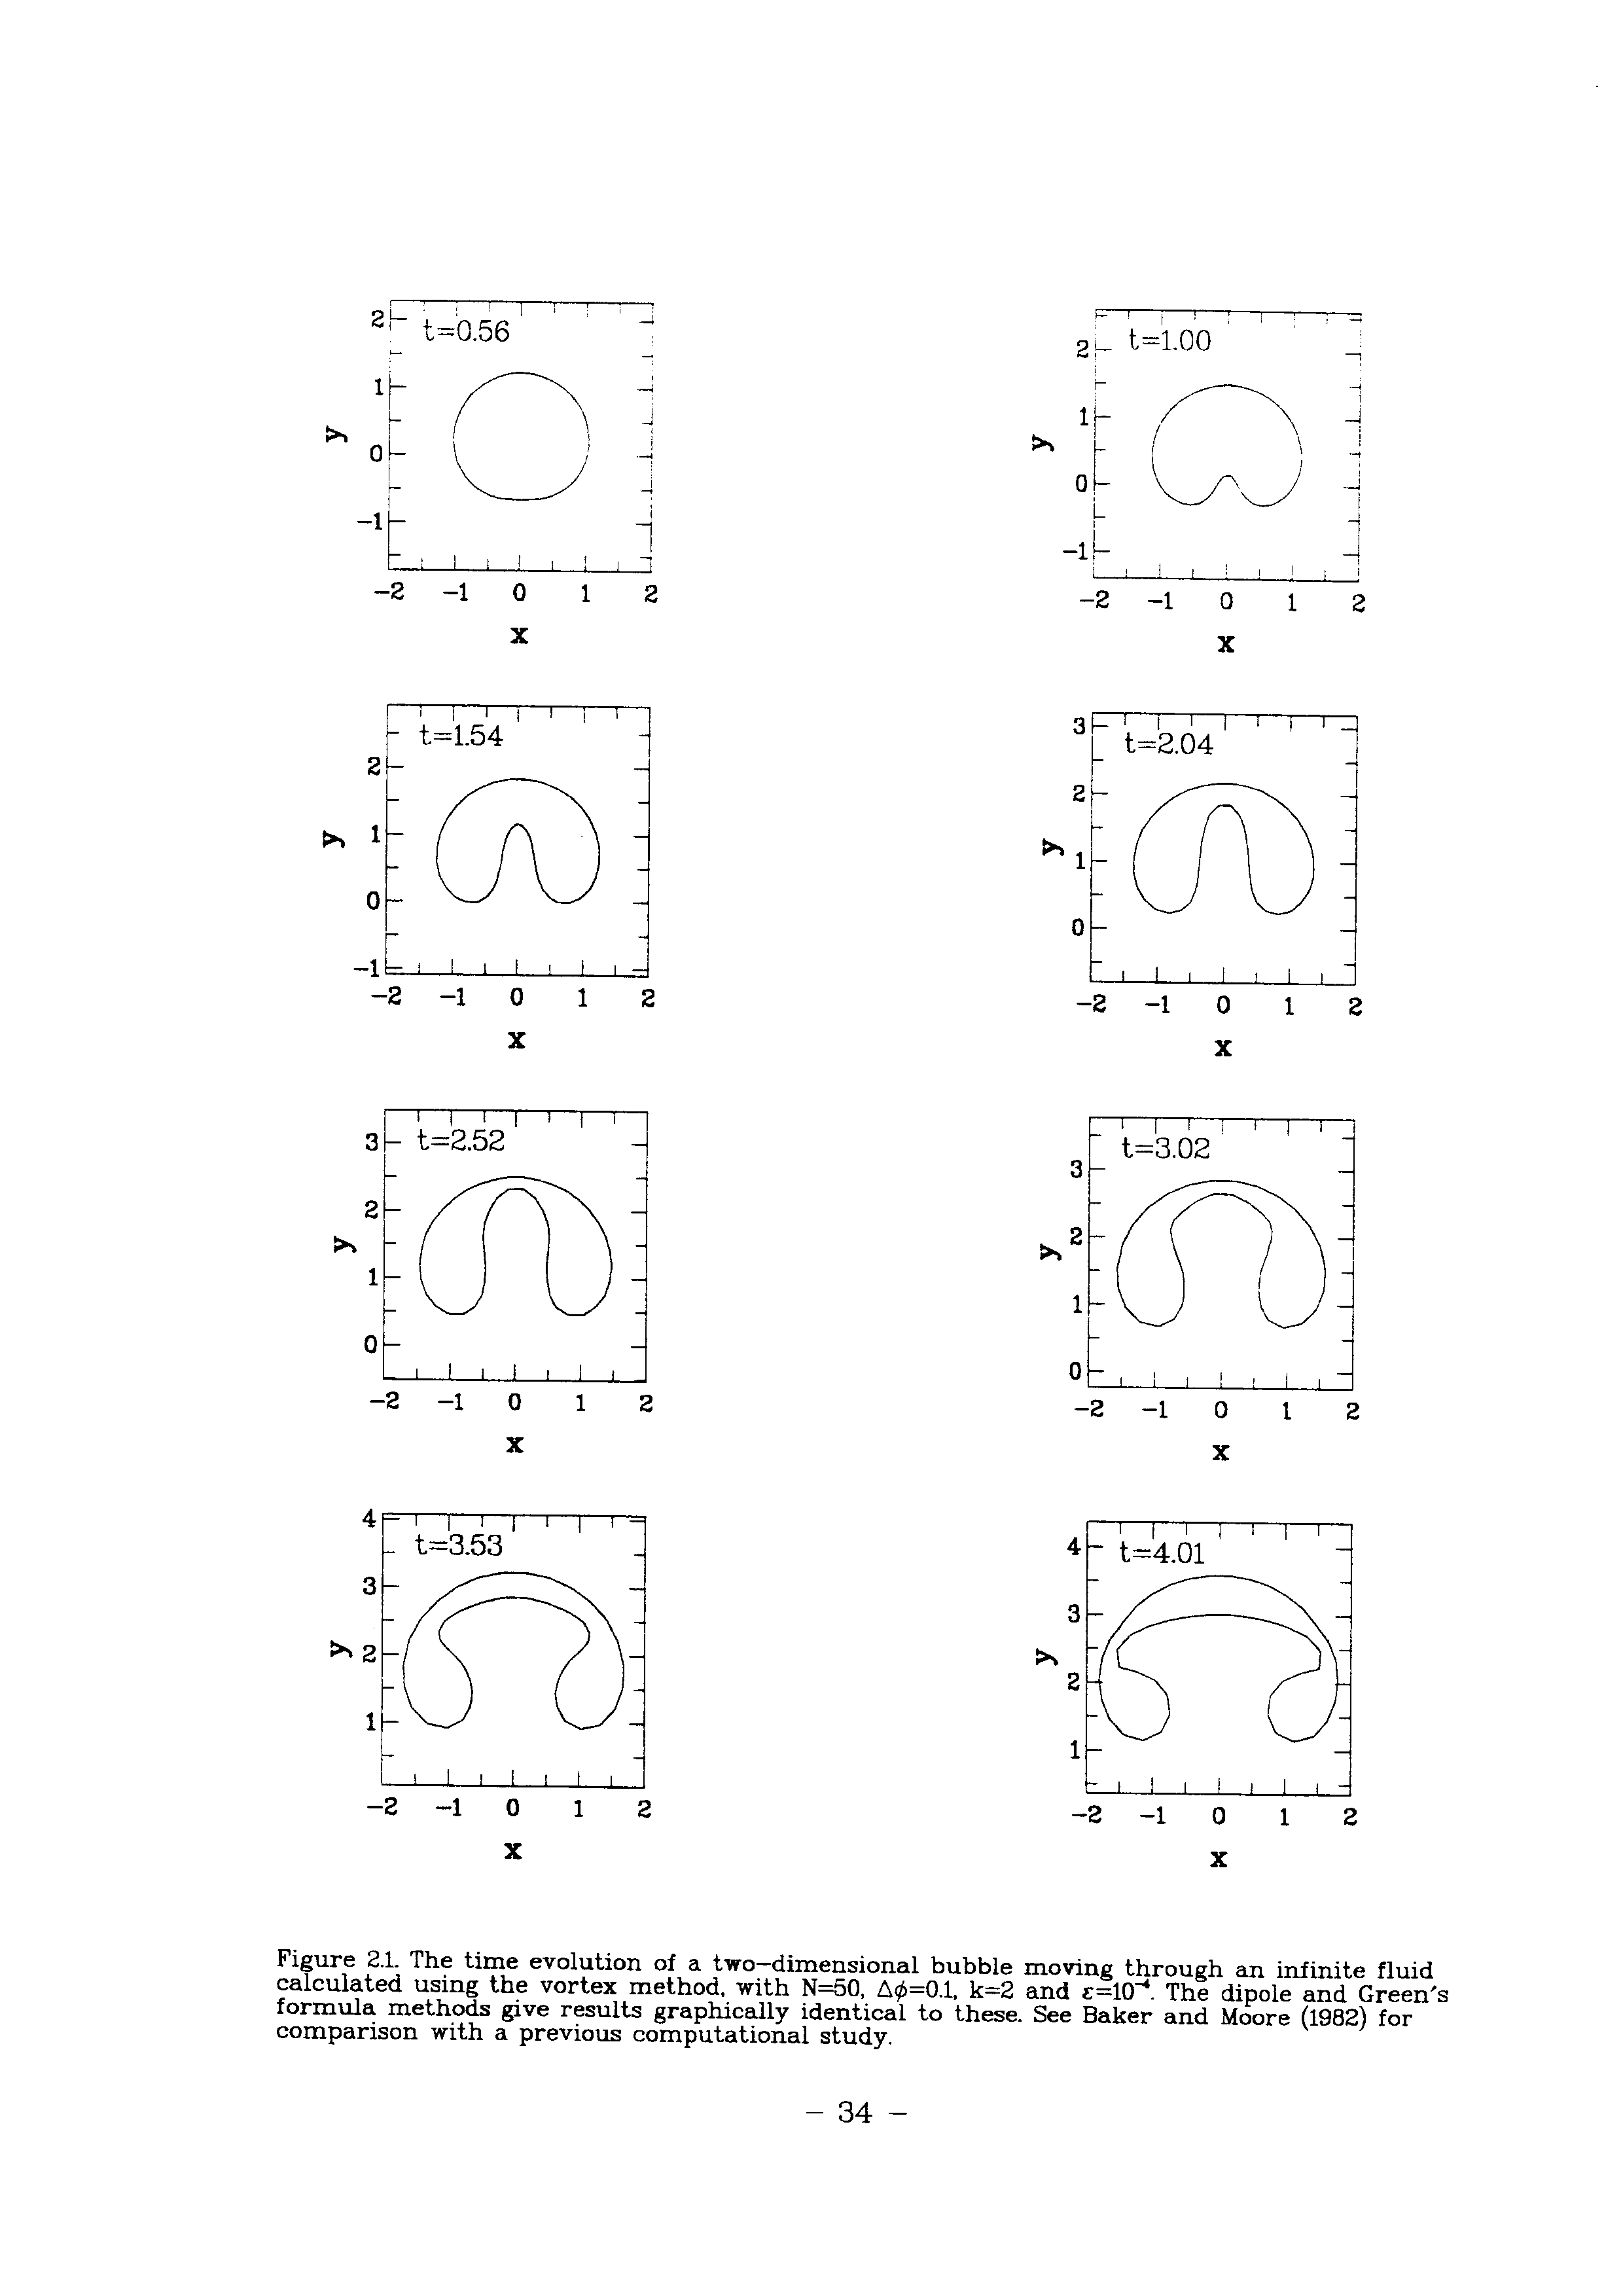 t=0.56
2
1
0
-1
y
-2 -1 0 1 2
x
t=1.00
2
1
0
-1
y
-2 -1 0 1 2
x
t=1.54
2
1
0
-1
y
-2 -1 0 1 2
x
t=2.04
3
2
1
0
y
-2 -1 0 1 2
x
t=2.52
3
2
1
0
y
-2 -1 0 1 2
x
t=3.02
3
2
1
0
y
-2 -1 0 1 2
x
t=3.53
4
3
2
1
y
-2 -1 0 1 2
x
t=4.01
4
3
2
1
y
-2 -1 0 1 2
x
Figure 2.1. The time evolution of a two-dimensional bubble moving through an infinite fluid
calculated using the vortex method, with N=50, Δϕ=0.1, k=2 and ε=10⁻⁴. The dipole and Green's
formula methods give results graphically identical to these. See Baker and Moore (1982) for
comparison with a previous computational study.
- 34 -